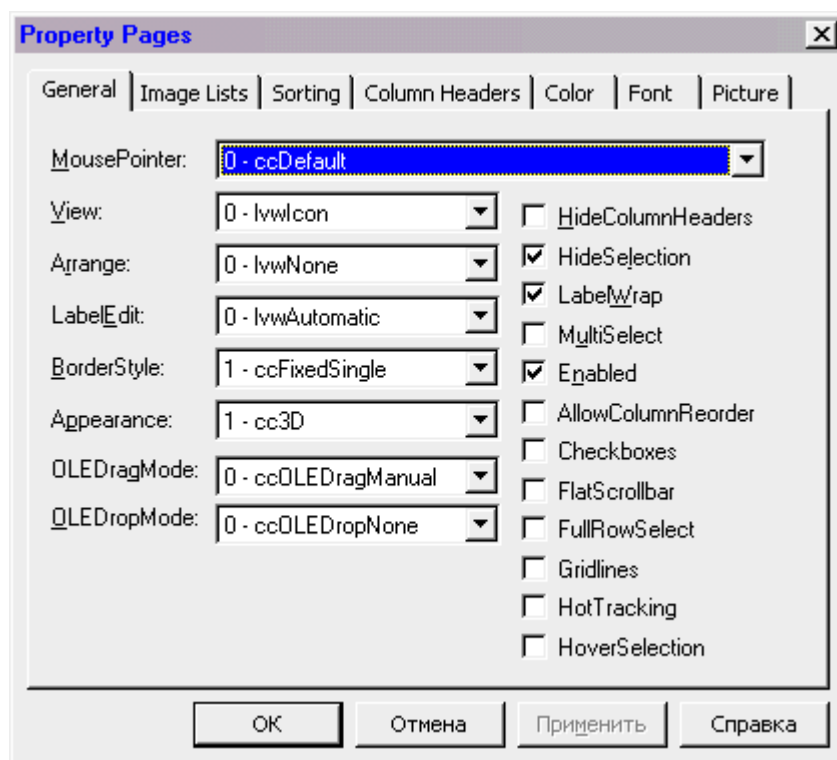 Property Pages
General Image Lists Sorting Column Headers Color Font Picture
MousePointer: 0 - ccDefault
View: 0 - lvwIcon
HideColumnHeaders
Arrange: 0 - lvwNone
HideSelection
LabelEdit: 0 - lvwAutomatic
LabelWrap
MultiSelect
BorderStyle: 1 - ccFixedSingle
Enabled
Appearance: 1 - cc3D
AllowColumnReorder
Checkboxes
OLEDragMode: 0 - ccOLEDragManual
FlatScrollbar
OLEDropMode: 0 - ccOLEDropNone
FullRowSelect
Gridlines
HotTracking
HoverSelection
OK Отмена Применить Справка